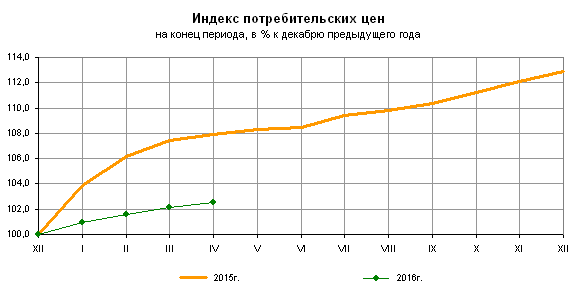 Индекс потребительских цен
на конец периода, в % к декабрю предыдущего года
114,0
112,0
110,0
108,0
106,0
104,0
102,0
100,0
XII I II III IV V VI VII VIII IX X XI XII
2015г. 2016г.